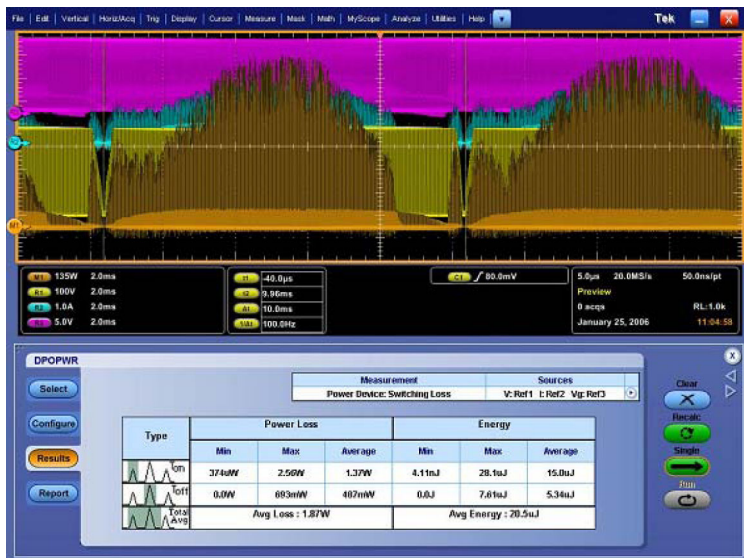 File | Edit | Vertical | Horiz/Acq | Trig | Display | Cursor | Measure | Mask | Math | MyScope | Analyze | Utilities | Help
Tek
M1
M1 135W 2.0ms
R1 100V 2.0ms
R2 1.0A 2.0ms
R3 5.0V 2.0ms
t1 -40.0µs
t2 9.96ms
Δt 10.0ms
1/Δt 100.0Hz
C1 80.0mV
5.0µs 20.0MS/s 50.0ns/pt
Preview
0 acqs RL:1.0k
January 25, 2006 11:04:58
DPOPWR
Select
Configure
Results
Report
Measurement Sources
Power Device: Switching Loss V: Ref1 I: Ref2 Vg: Ref3
Type Power Loss Energy
Min Max Average Min Max Average
Ton 374uW 2.56W 1.37W 4.11nJ 28.1uJ 15.0uJ
Toff 0.0W 693mW 487mW 0.0J 7.61uJ 5.34uJ
Total Avg Avg Loss : 1.87W Avg Energy : 20.5uJ
Clear
Recalc
Single
Run